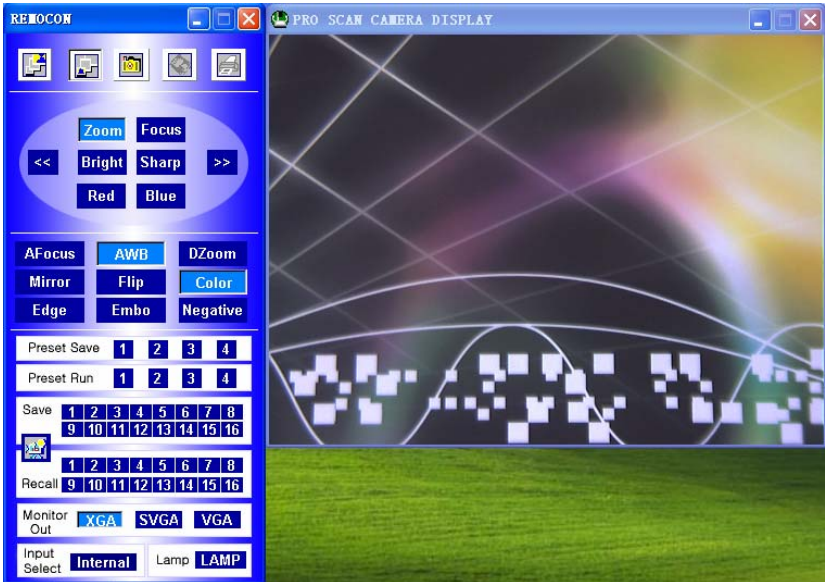 REMOCON
PRO SCAN CAMERA DISPLAY
Zoom Focus
<< Bright Sharp >>
Red Blue
AFocus AWB DZoom
Mirror Flip Color
Edge Embo Negative
Preset Save 1 2 3 4
Preset Run 1 2 3 4
Save 1 2 3 4 5 6 7 8
9 10 11 12 13 14 15 16
1 2 3 4 5 6 7 8
Recall 9 10 11 12 13 14 15 16
Monitor Out XGA SVGA VGA
Input Select Internal Lamp LAMP